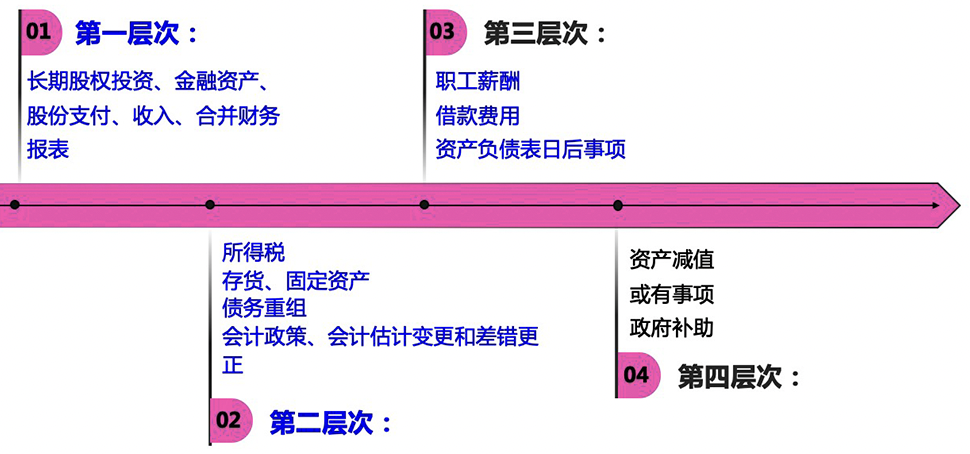 01 第一层次：
长期股权投资、金融资产、
股份支付、收入、合并财务
报表
03 第三层次：
职工薪酬
借款费用
资产负债表日后事项
所得税
存货、固定资产
债务重组
会计政策、会计估计变更和差错更
正
02 第二层次：
资产减值
或有事项
政府补助
04 第四层次：